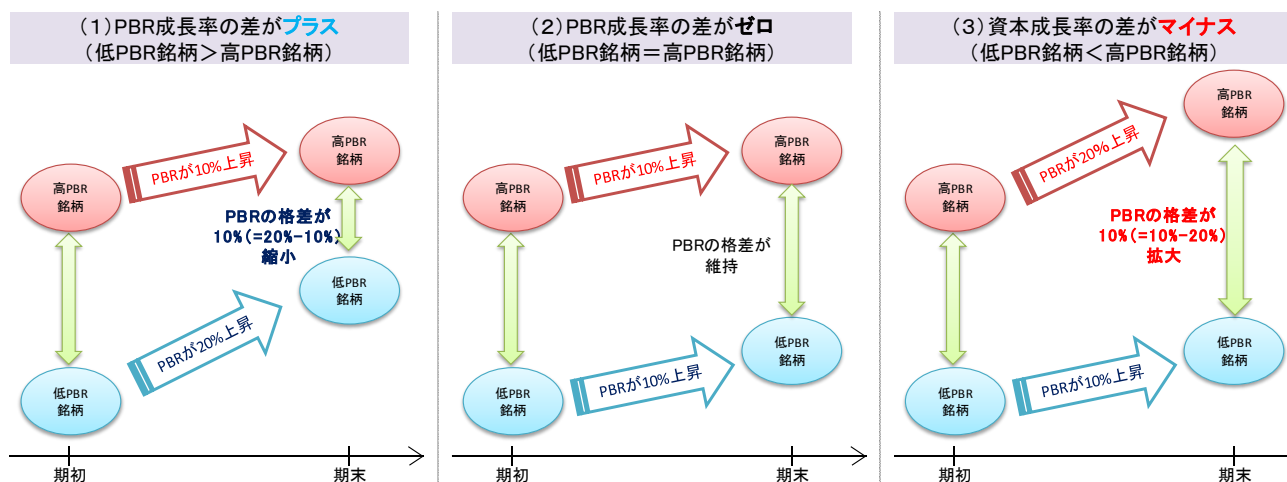 (1)PBR成長率の差がプラス
(低PBR銘柄>高PBR銘柄)
高PBR
銘柄
PBRが10%上昇
高PBR
銘柄
PBRの格差が
10%(=20%-10%)
縮小
低PBR
銘柄
PBRが20%上昇
低PBR
銘柄
期初
期末
(2)PBR成長率の差がゼロ
(低PBR銘柄=高PBR銘柄)
高PBR
銘柄
PBRが10%上昇
高PBR
銘柄
PBRの格差が
維持
低PBR
銘柄
PBRが10%上昇
低PBR
銘柄
期初
期末
(3)資本成長率の差がマイナス
(低PBR銘柄<高PBR銘柄)
高PBR
銘柄
PBRが20%上昇
高PBR
銘柄
PBRの格差が
10%(=10%-20%)
拡大
低PBR
銘柄
PBRが10%上昇
低PBR
銘柄
期初
期末